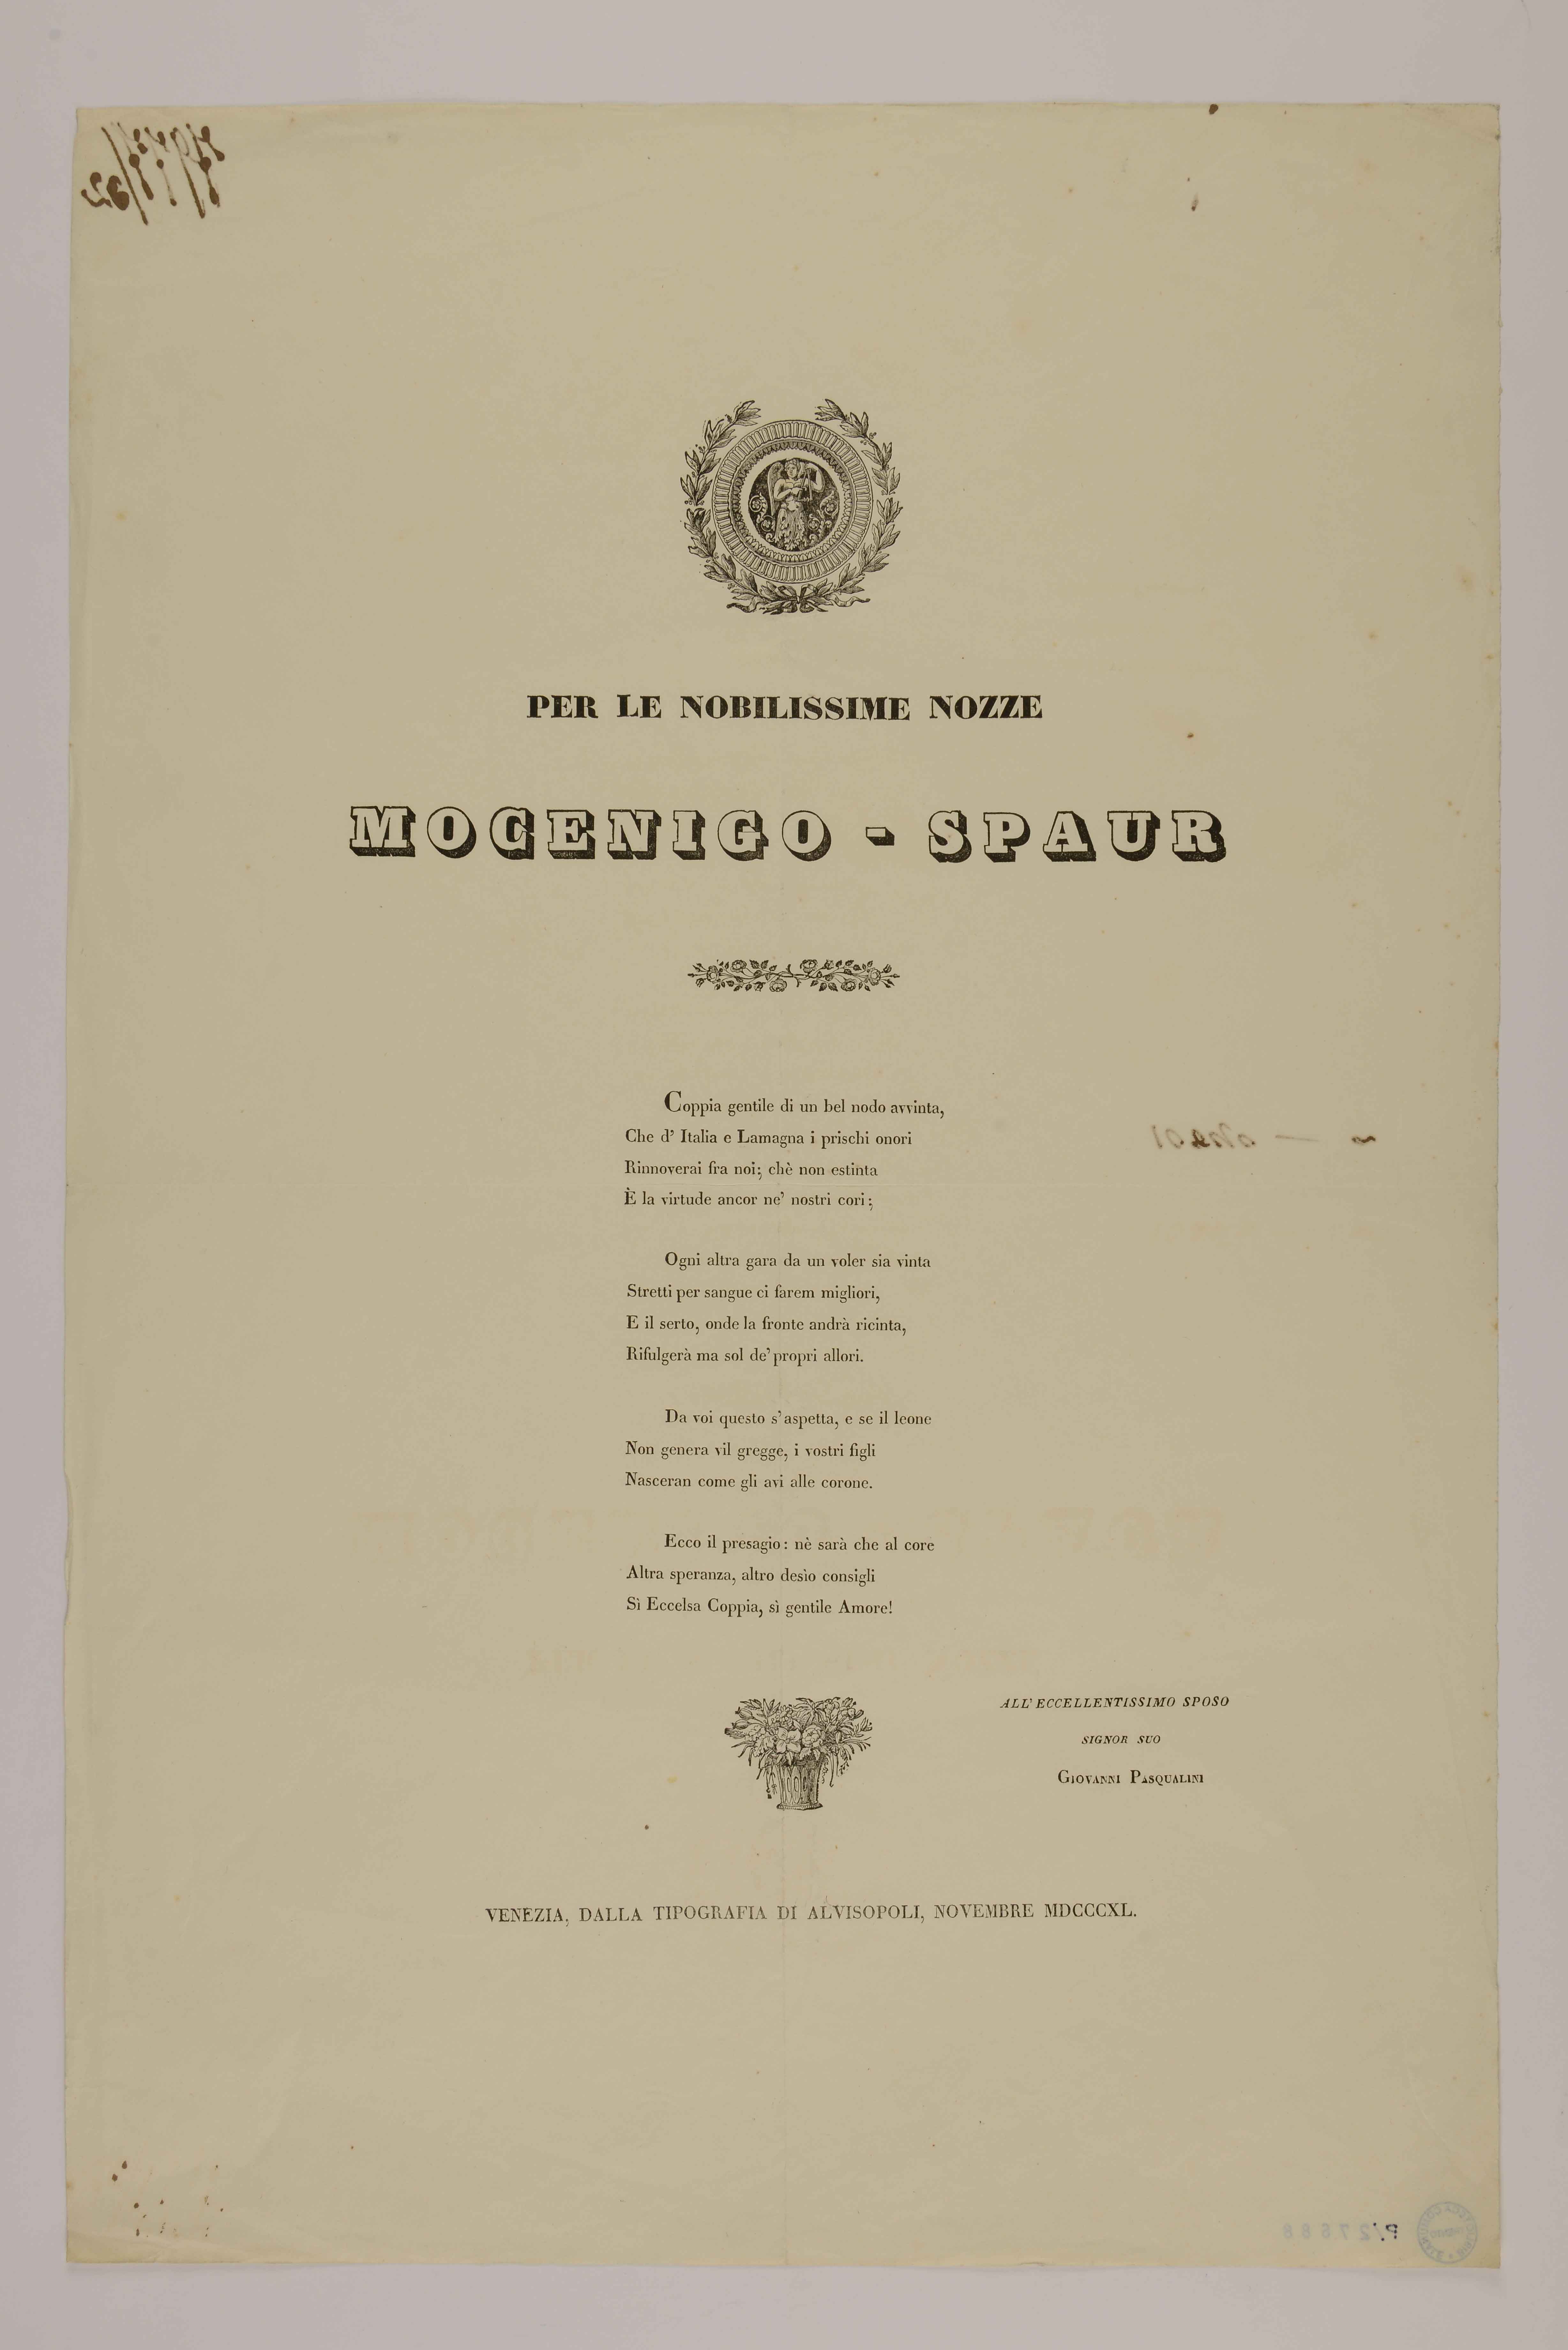 PER LE NOBILISSIME NOZZE
MOCENIGO - SPAUR
Coppia gentile di un bel nodo avvinta,
Che d' Italia e Lamagna i prischi onori
Rinnoverai fra noi; chè non estinta
È la virtude ancor ne' nostri cori;
Ogni altra gara da un voler sia vinta
Stretti per sangue ci farem migliori,
E il serto, onde la fronte andrà ricinta,
Rifulgerà ma sol de' propri allori.
Da voi questo s' aspetta, e se il leone
Non genera vil gregge, i vostri figli
Nasceran come gli avi alle corone.
Ecco il presagio: nè sarà che al core
Altra speranza, altro desìo consigli
Sì Eccelsa Coppia, sì gentile Amore!
ALL' ECCELLENTISSIMO SPOSO
SIGNOR SUO
GIOVANNI PASQUALINI
VENEZIA, DALLA TIPOGRAFIA DI ALVISOPOLI, NOVEMBRE MDCCCXL.